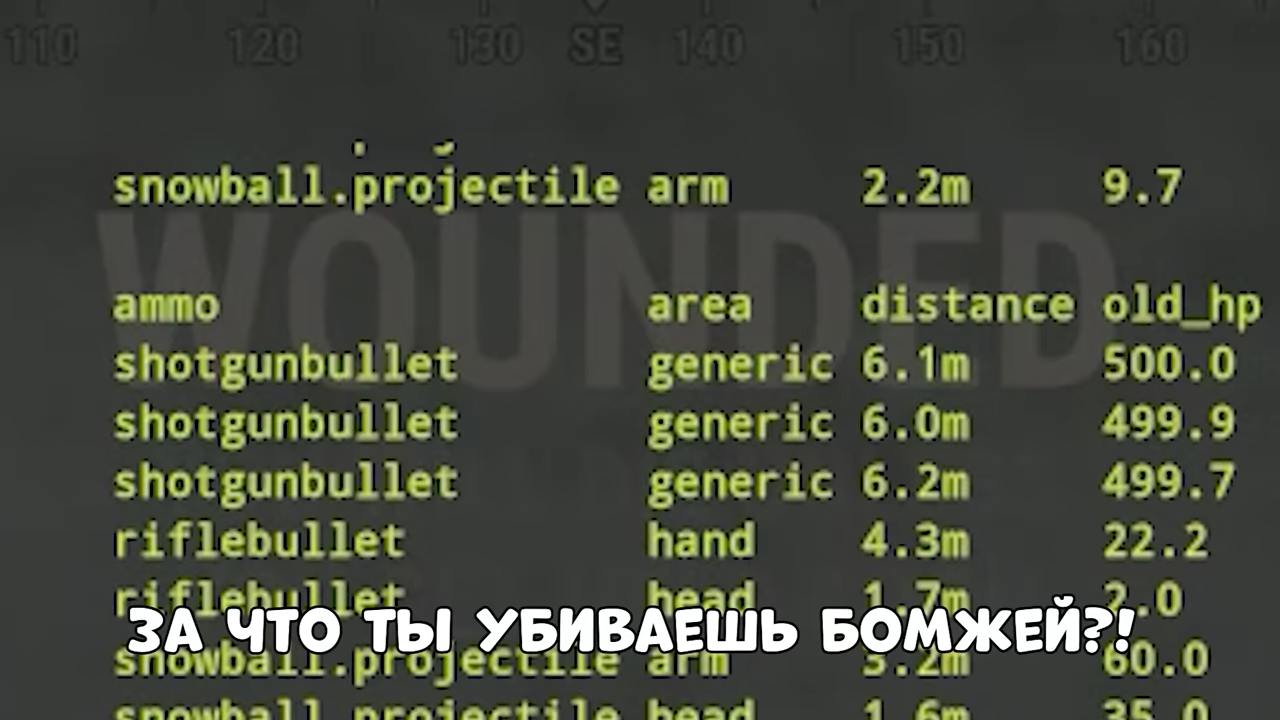 110 120 130 SE 140 150 160
snowball.projectile arm 2.2m 9.7
WOUNDED
ammo area distance old_hp
shotgunbullet generic 6.1m 500.0
shotgunbullet generic 6.0m 499.9
shotgunbullet generic 6.2m 499.7
riflebullet hand 4.3m 22.2
riflebullet head 1.7m 2.0
ЗА ЧТО ТЫ УБИВАЕШЬ БОМЖЕЙ?!
snowball.projectile arm 3.2m 60.0
snowball.projectile head 1.6m 35.0